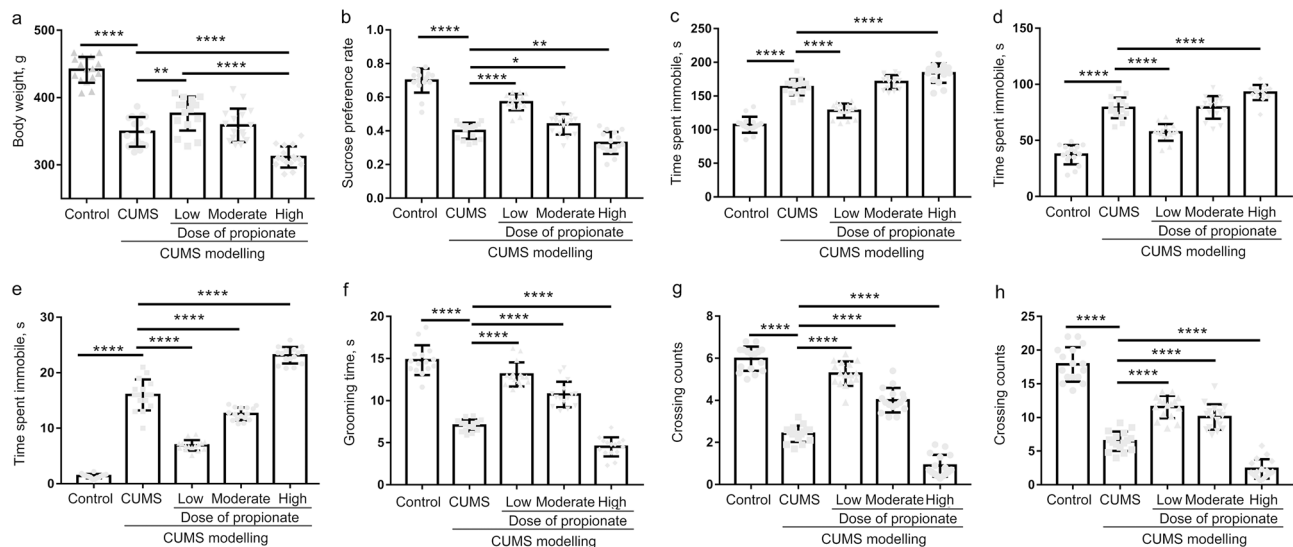 a
Body weight, g
500
400
300
****
****
**
****
Control CUMS Low Moderate High
Dose of propionate
CUMS modelling
b
Sucrose preference rate
1.0
0.8
0.6
0.4
0.2
0.0
****
**
*
****
Control CUMS Low Moderate High
Dose of propionate
CUMS modelling
c
Time spent immobile, s
250
200
150
100
50
0
****
****
****
Control CUMS Low Moderate High
Dose of propionate
CUMS modelling
d
Time spent immobile, s
150
100
50
0
****
****
****
Control CUMS Low Moderate High
Dose of propionate
CUMS modelling
e
Time spent immobile, s
30
20
10
0
****
****
****
****
Control CUMS Low Moderate High
Dose of propionate
CUMS modelling
f
Grooming time, s
20
15
10
5
0
****
****
****
****
Control CUMS Low Moderate High
Dose of propionate
CUMS modelling
g
Crossing counts
8
6
4
2
0
****
****
****
****
Control CUMS Low Moderate High
Dose of propionate
CUMS modelling
h
Crossing counts
25
20
15
10
5
0
****
****
****
****
Control CUMS Low Moderate High
Dose of propionate
CUMS modelling